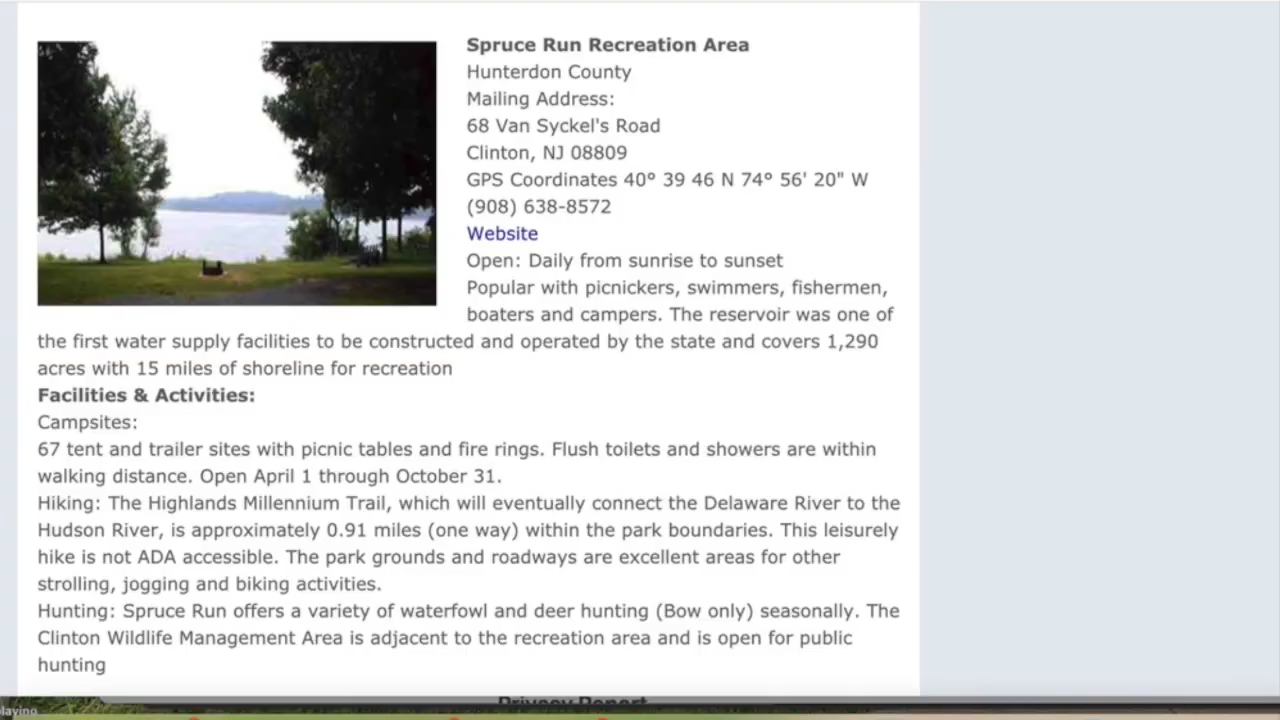 Spruce Run Recreation Area
Hunterdon County
Mailing Address:
68 Van Syckel's Road
Clinton, NJ 08809
GPS Coordinates 40° 39 46 N 74° 56' 20" W
(908) 638-8572
Website
Open: Daily from sunrise to sunset
Popular with picnickers, swimmers, fishermen,
boaters and campers. The reservoir was one of
the first water supply facilities to be constructed and operated by the state and covers 1,290
acres with 15 miles of shoreline for recreation
Facilities & Activities:
Campsites:
67 tent and trailer sites with picnic tables and fire rings. Flush toilets and showers are within
walking distance. Open April 1 through October 31.
Hiking: The Highlands Millennium Trail, which will eventually connect the Delaware River to the
Hudson River, is approximately 0.91 miles (one way) within the park boundaries. This leisurely
hike is not ADA accessible. The park grounds and roadways are excellent areas for other
strolling, jogging and biking activities.
Hunting: Spruce Run offers a variety of waterfowl and deer hunting (Bow only) seasonally. The
Clinton Wildlife Management Area is adjacent to the recreation area and is open for public
hunting
Privacy Report